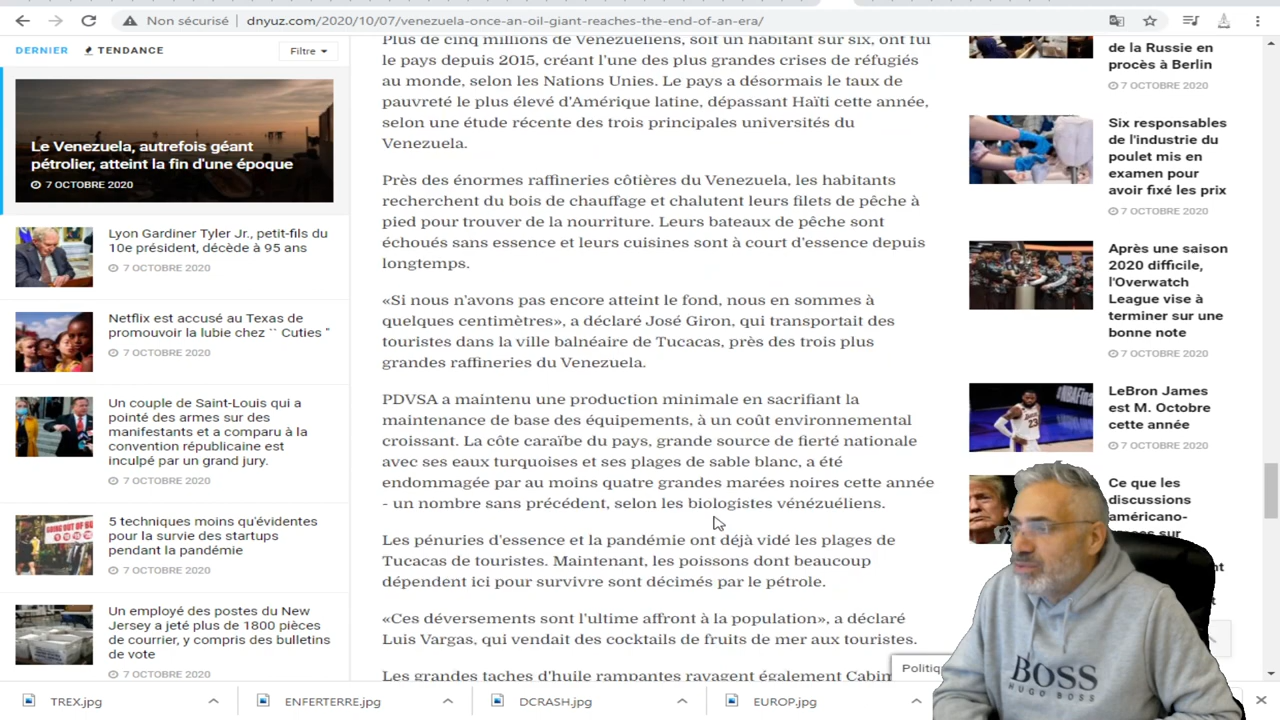 Non sécurisé | dnyuz.com/2020/10/07/venezuela-once-an-oil-giant-reaches-the-end-of-an-era/
DERNIER TENDANCE Filtre
Le Venezuela, autrefois géant
pétrolier, atteint la fin d'une époque
7 OCTOBRE 2020
Lyon Gardiner Tyler Jr., petit-fils du
10e président, décède à 95 ans
7 OCTOBRE 2020
Netflix est accusé au Texas de
promouvoir la lubie chez `` Cuties ''
7 OCTOBRE 2020
Un couple de Saint-Louis qui a
pointé des armes sur des
manifestants et a comparu à la
convention républicaine est
inculpé par un grand jury.
7 OCTOBRE 2020
GOING OUT OF
5 techniques moins qu'évidentes
pour la survie des startups
pendant la pandémie
7 OCTOBRE 2020
Un employé des postes du New
Jersey a jeté plus de 1800 pièces
de courrier, y compris des bulletins
de vote
7 OCTOBRE 2020
Plus de cinq millions de Vénézuéliens, soit un habitant sur six, ont fui
le pays depuis 2015, créant l'une des plus grandes crises de réfugiés
au monde, selon les Nations Unies. Le pays a désormais le taux de
pauvreté le plus élevé d'Amérique latine, dépassant Haïti cette année,
selon une étude récente des trois principales universités du
Venezuela.
Près des énormes raffineries côtières du Venezuela, les habitants
recherchent du bois de chauffage et chalutent leurs filets de pêche à
pied pour trouver de la nourriture. Leurs bateaux de pêche sont
échoués sans essence et leurs cuisines sont à court d'essence depuis
longtemps.
«Si nous n'avons pas encore atteint le fond, nous en sommes à
quelques centimètres», a déclaré José Giron, qui transportait des
touristes dans la ville balnéaire de Tucacas, près des trois plus
grandes raffineries du Venezuela.
PDVSA a maintenu une production minimale en sacrifiant la
maintenance de base des équipements, à un coût environnemental
croissant. La côte caraïbe du pays, grande source de fierté nationale
avec ses eaux turquoises et ses plages de sable blanc, a été
endommagée par au moins quatre grandes marées noires cette année
- un nombre sans précédent, selon les biologistes vénézuéliens.
Les pénuries d'essence et la pandémie ont déjà vidé les plages de
Tucacas de touristes. Maintenant, les poissons dont beaucoup
dépendent ici pour survivre sont décimés par le pétrole.
«Ces déversements sont l'ultime affront à la population», a déclaré
Luis Vargas, qui vendait des cocktails de fruits de mer aux touristes.
Les grandes taches d'huile rampantes ravagent également Cabim
de la Russie en
procès à Berlin
7 OCTOBRE 2020
Six responsables
de l'industrie du
poulet mis en
examen pour
avoir fixé les prix
7 OCTOBRE 2020
Après une saison
2020 difficile,
l'Overwatch
League vise à
terminer sur une
bonne note
7 OCTOBRE 2020
LeBron James
est M. Octobre
cette année
7 OCTOBRE 2020
Ce que les
discussions
américano-
sur
Politiq
BOSS
HUGO BOSS
TREX.jpg ENFERTERRE.jpg DCRASH.jpg EUROP.jpg